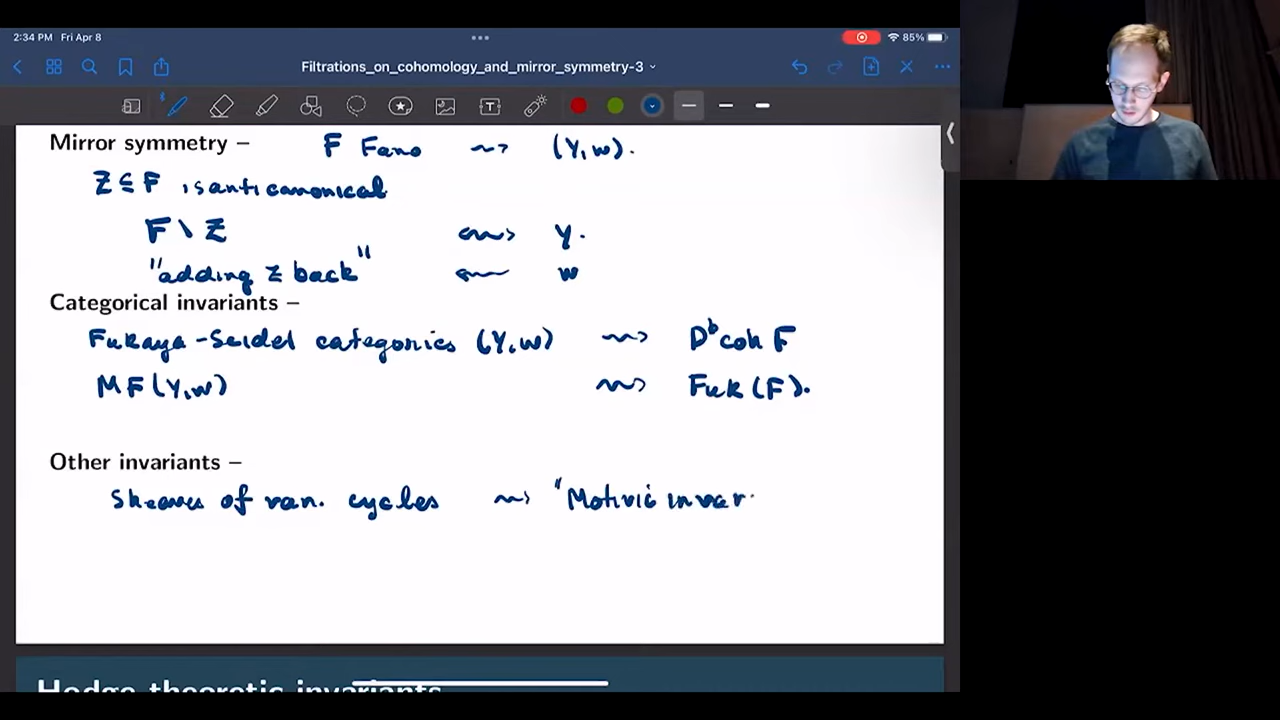 2:34 PM Fri Apr 8
85%
Filtrations_on_cohomology_and_mirror_symmetry-3
Mirror symmetry – F Fano ⇝ (Y,w).
Z ⊆ F is anticanonical
F \ Z ⇝ Y.
"adding Z back" ⇜ w
Categorical invariants –
Fukaya-Seidel categories (Y,w) ⇝ D^b coh F
MF(Y,w) ⇝ Fuk(F).
Other invariants –
Sheaves of van. cycles ⇝ "Motivic invar
Hodge theoretic invariants